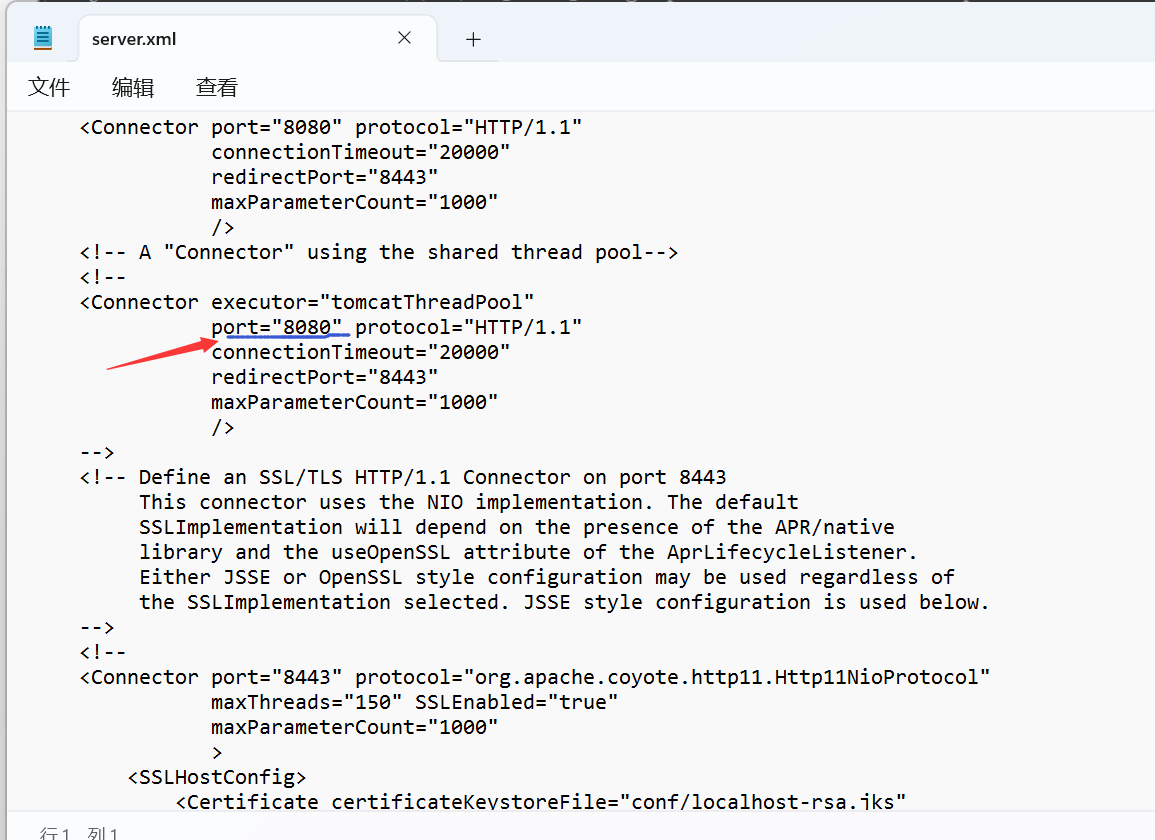 server.xml
文件 编辑 查看
<Connector port="8080" protocol="HTTP/1.1"
connectionTimeout="20000"
redirectPort="8443"
maxParameterCount="1000"
/>
<!-- A "Connector" using the shared thread pool-->
<!--
<Connector executor="tomcatThreadPool"
port="8080" protocol="HTTP/1.1"
connectionTimeout="20000"
redirectPort="8443"
maxParameterCount="1000"
/>
-->
<!-- Define an SSL/TLS HTTP/1.1 Connector on port 8443
This connector uses the NIO implementation. The default
SSLImplementation will depend on the presence of the APR/native
library and the useOpenSSL attribute of the AprLifecycleListener.
Either JSSE or OpenSSL style configuration may be used regardless of
the SSLImplementation selected. JSSE style configuration is used below.
-->
<!--
<Connector port="8443" protocol="org.apache.coyote.http11.Http11NioProtocol"
maxThreads="150" SSLEnabled="true"
maxParameterCount="1000"
>
<SSLHostConfig>
<Certificate certificateKeystoreFile="conf/localhost-rsa.jks"
行 1, 列 1